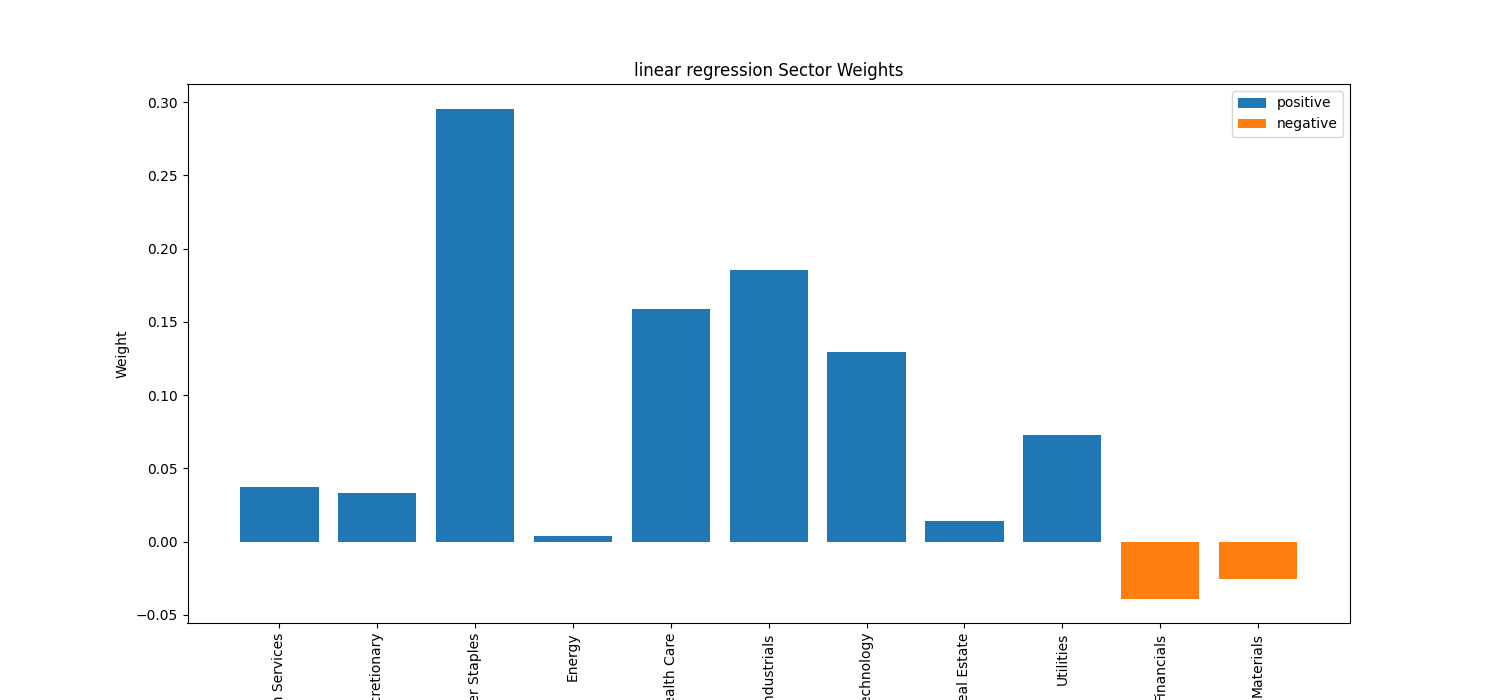 linear regression Sector Weights
positive
negative
0.30
0.25
0.20
0.15
0.10
0.05
0.00
−0.05
Weight
n Services
cretionary
er Staples
Energy
ealth Care
ndustrials
echnology
eal Estate
Utilities
Financials
Materials